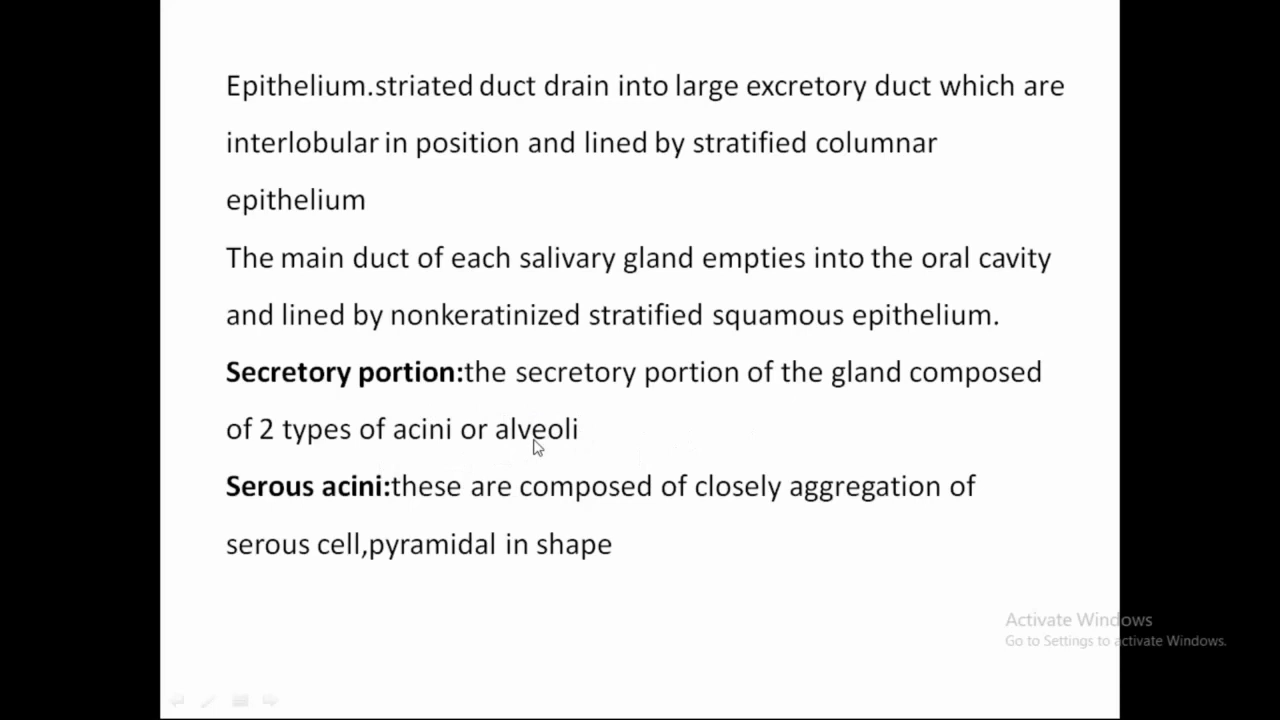 Epithelium.striated duct drain into large excretory duct which are
interlobular in position and lined by stratified columnar
epithelium
The main duct of each salivary gland empties into the oral cavity
and lined by nonkeratinized stratified squamous epithelium.
Secretory portion:the secretory portion of the gland composed
of 2 types of acini or alveoli
Serous acini:these are composed of closely aggregation of
serous cell,pyramidal in shape
Activate Windows
Go to Settings to activate Windows.